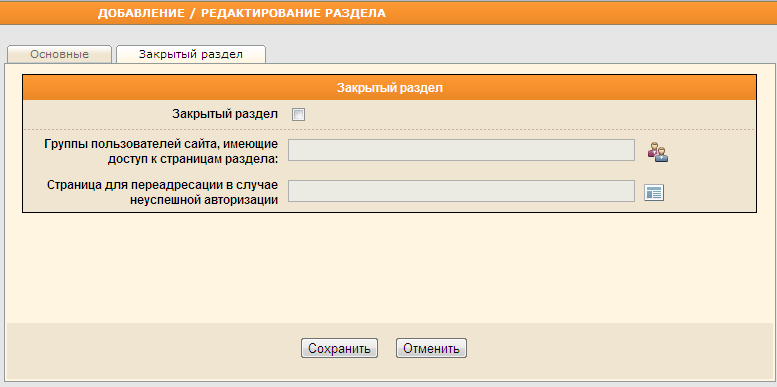 ДОБАВЛЕНИЕ / РЕДАКТИРОВАНИЕ РАЗДЕЛА
Основные
Закрытый раздел
Закрытый раздел
Закрытый раздел
Группы пользователей сайта, имеющие
доступ к страницам раздела:
Страница для переадресации в случае
неуспешной авторизации
Сохранить
Отменить